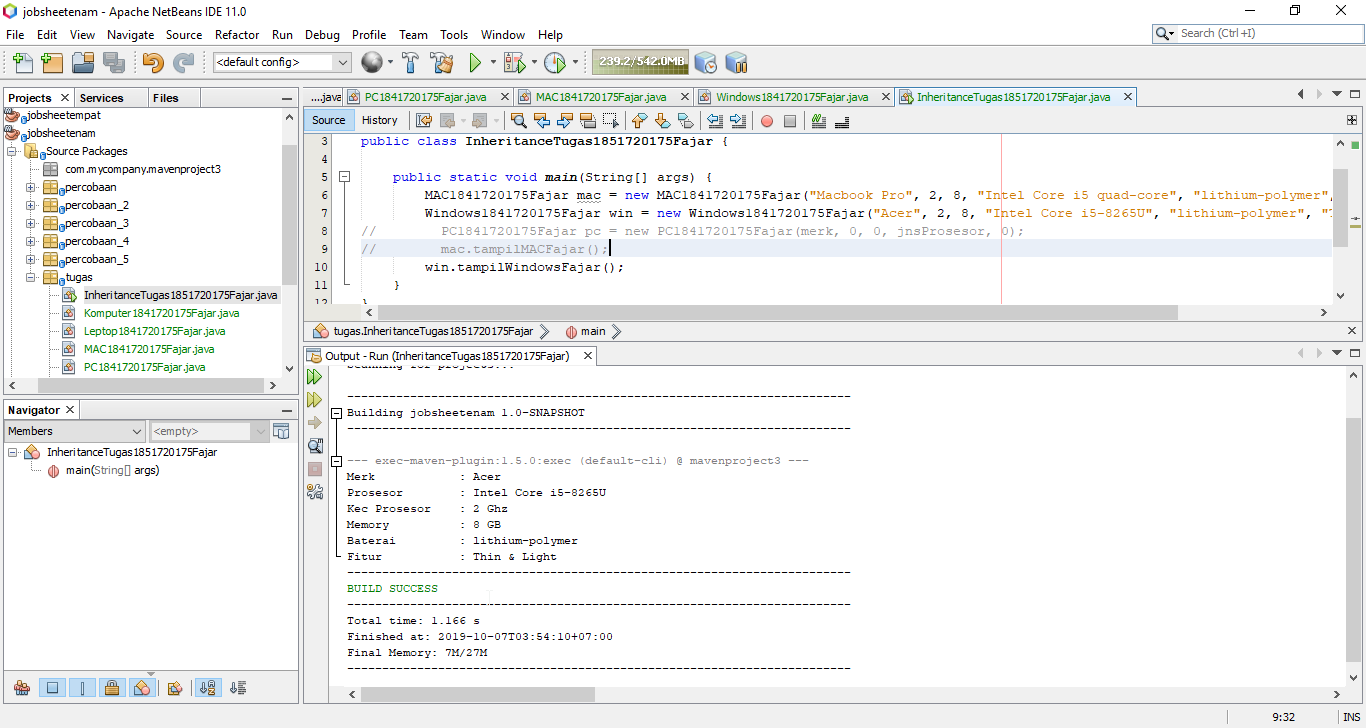 jobsheetenam - Apache NetBeans IDE 11.0
File Edit View Navigate Source Refactor Run Debug Profile Team Tools Window Help
Search (Ctrl+I)
<default config>
239.2/542.0MB
Projects Services Files
jobsheetempat
jobsheetenam
Source Packages
com.mycompany.mavenproject3
percobaan
percobaan_2
percobaan_3
percobaan_4
percobaan_5
tugas
InheritanceTugas1851720175Fajar.java
Komputer1841720175Fajar.java
Leptop1841720175Fajar.java
MAC1841720175Fajar.java
PC1841720175Fajar.java
Navigator
Members <empty>
InheritanceTugas1851720175Fajar
main(String[] args)
....java PC1841720175Fajar.java MAC1841720175Fajar.java Windows1841720175Fajar.java InheritanceTugas1851720175Fajar.java
Source History
3 public class InheritanceTugas1851720175Fajar {
4
5 public static void main(String[] args) {
6 MAC1841720175Fajar mac = new MAC1841720175Fajar("Macbook Pro", 2, 8, "Intel Core i5 quad-core", "lithium-polymer",
7 Windows1841720175Fajar win = new Windows1841720175Fajar("Acer", 2, 8, "Intel Core i5-8265U", "lithium-polymer", "
8 // PC1841720175Fajar pc = new PC1841720175Fajar(merk, 0, 0, jnsProsesor, 0);
9 // mac.tampilMACFajar();
10 win.tampilWindowsFajar();
11 }
12 }
tugas.InheritanceTugas1851720175Fajar main
Output - Run (InheritanceTugas1851720175Fajar)
Scanning for projects...
------------------------------------------------------------------------
Building jobsheetenam 1.0-SNAPSHOT
------------------------------------------------------------------------
--- exec-maven-plugin:1.5.0:exec (default-cli) @ mavenproject3 ---
Merk : Acer
Prosesor : Intel Core i5-8265U
Kec Prosesor : 2 Ghz
Memory : 8 GB
Baterai : lithium-polymer
Fitur : Thin & Light
------------------------------------------------------------------------
BUILD SUCCESS
------------------------------------------------------------------------
Total time: 1.166 s
Finished at: 2019-10-07T03:54:10+07:00
Final Memory: 7M/27M
------------------------------------------------------------------------
9:32 INS